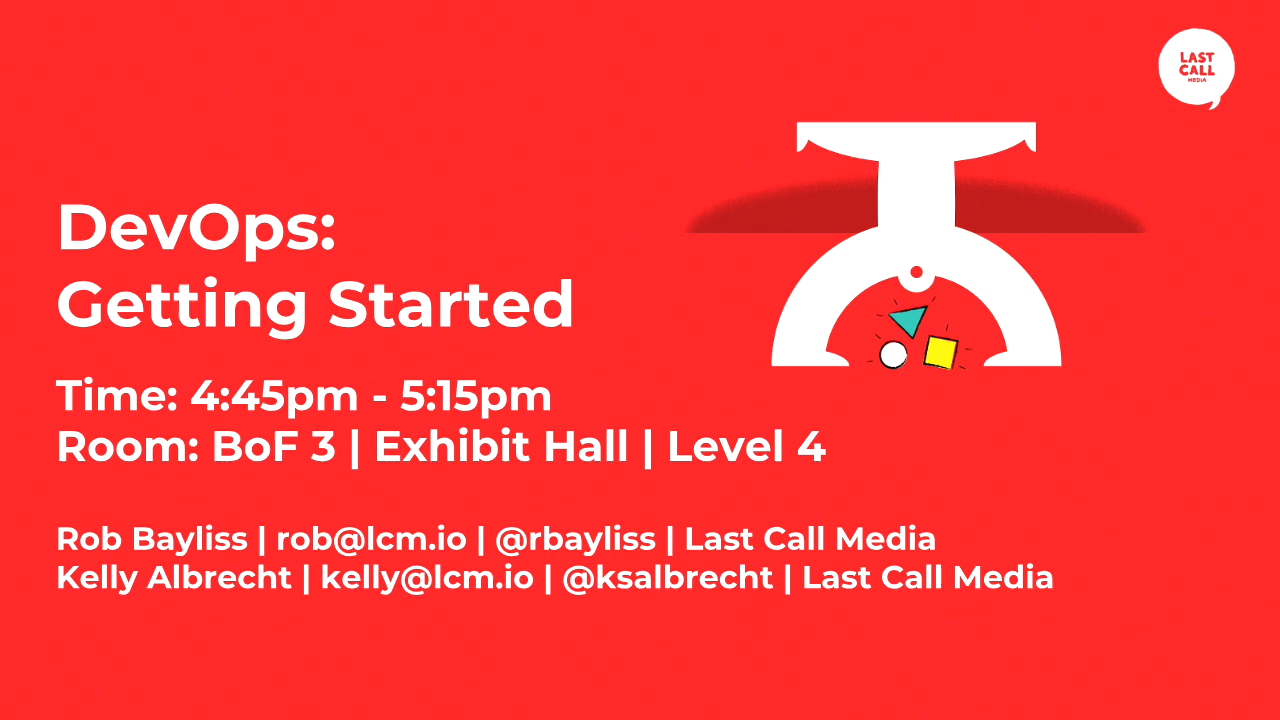 LAST
CALL
MEDIA
DevOps:
Getting Started
Time: 4:45pm - 5:15pm
Room: BoF 3 | Exhibit Hall | Level 4
Rob Bayliss | rob@lcm.io | @rbayliss | Last Call Media
Kelly Albrecht | kelly@lcm.io | @ksalbrecht | Last Call Media